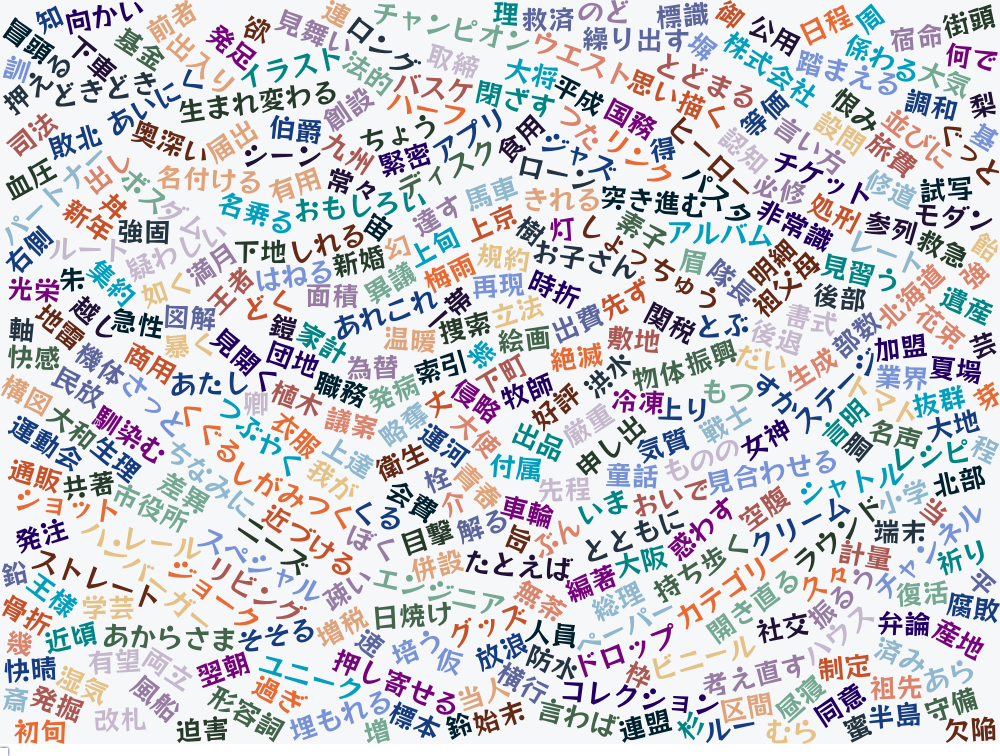 知
向かい
前者
欲
見舞い
連
チャンピオン
理
救済
のど
標識
御
公用
日程
周
宿命
街頭
冒頭
下車
基金
出入り
発足
ロング
取締
ウエスト
繰り出す
塀
株式会社
踏まえる
係わる
大気
何で
訓
押える
どきどき
イラスト
法的
バスケ
大将
平成
思い描く
とどまる
恨み
調和
梨
司法
敗北
あいにく
生まれ変わる
創設
ハーフ
閉ざす
国務
ヒーロー
借
言い方
設問
並びに
基
奥深い
届出
伯爵
ちょう
アプリ
食用
つた
リンク
得
認知
旅費
ぐっと
シーン
九州
緊密
ディスク
ジャズ
ローン
パスタ
チケット
必修
修道
試写
血圧
パートナー
出し
ボス
名付ける
有用
常々
馬車
きれる
突き進む
非常識
処刑
参列
モダン
新年
丼
ダム
名乗る
おもしろい
達す
上京
樹
灯
しょっちゅう
素子
アルバム
レート
救急
飴
右側
ルート
強固
疑わしい
満月
下地
しれる
宙
幻
上旬
規約
お子さん
眉
隊長
明細
祖父母
見習う
北海道
強
光栄
朱
集約
如く
王者
はねる
新婚
異議
梅雨
再現
時折
先ず
後部
遺産
軸
地雷
越し
急性
図解
どく
面積
あれこれ
一帯
立法
関税
とぶ
書式
部数
花束
快感
機体
商用
暴く
見開く
鎧
家計
温暖
捜索
絵画
出費
敷地
後退
加盟
芸
民放
さっと
あたし
団地
為替
索引
紫
下町
絶滅
洪水
物体
振興
だい
生成
ステージ
業界
夏場
構図
大和
馴染む
くぐる
つぶやく
卿
植木
職務
発病
侵略
牧師
好評
冷凍
上り
もつ
すか
トマト
抜群
運動会
生理
衣服
議案
略奪
丈
大使
厳重
申し出
気質
戦士
女神
言明
胴
名声
大地
通販
共著
差異
ちなみに
しがみつく
我が
上達
衛生
運河
出品
付属
童話
ものの
見合わせる
シャトル
レシピ
程
ショット
市役所
近づける
くる
会費
栓
介
青春
先程
いま
おいで
空腹
小学
北部
発注
ハンバーガー
レール
スペシャル
ニーズ
ぼく
目撃
解る
旨
車輪
ぶん
とともに
惑わす
クリーム
ラウンド
端末
当
チャンネル
鉛
ストレート
ジョーク
リビング
疎い
エンジニア
併設
たとえば
編著
大阪
持ち歩く
カテゴリー
計量
祈り
王様
学芸
日焼け
無茶
総理
開き直る
久々
復活
骨折
幾
近頃
あからさま
そそる
増税
速
培う
グッズ
人員
ペーパー
ドロップ
社交
振る
弁論
腐敗
産地
快晴
有望
両立
翌朝
ユニーク
押し寄せる
仮
放浪
防水
枠
ビニール
考え直す
ハウス
制定
済み
あら
斎
発掘
湿気
風船
形容詞
過ぎ
埋もれる
当人
横行
コレクション
区間
昼寝
同意
祖先
守備
初旬
改札
迫害
増
標本
鈴
始末
言わば
連盟
杉
ルー
むら
蜜
半島
欠陥